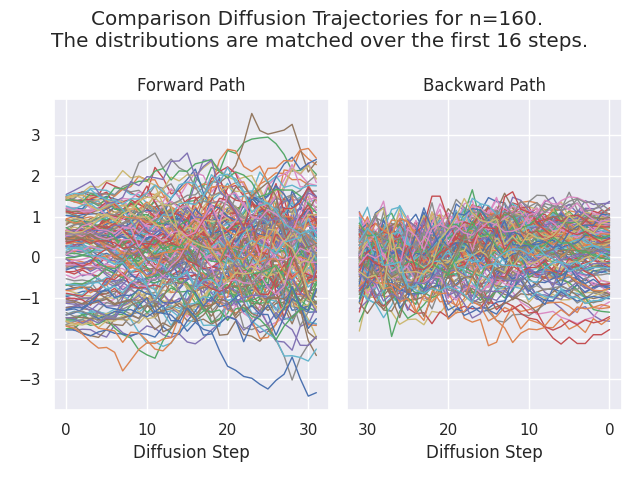 Comparison Diffusion Trajectories for n=160.
The distributions are matched over the first 16 steps.
Forward Path
Backward Path
3
2
1
0
−1
−2
−3
0 10 20 30
30 20 10 0
Diffusion Step
Diffusion Step